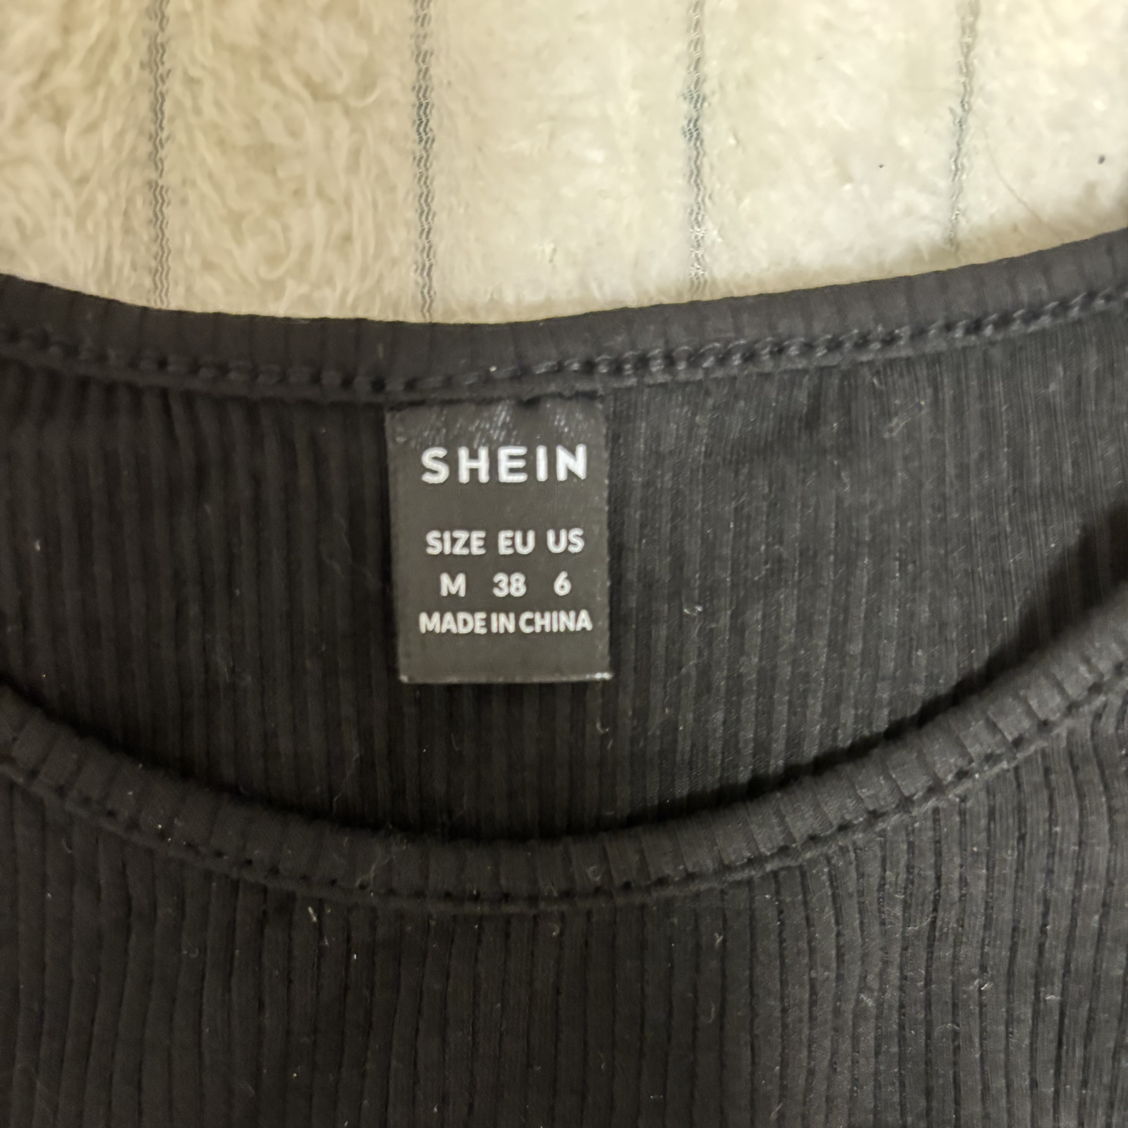 SHEIN
SIZE EU US
M 38 6
MADE IN CHINA